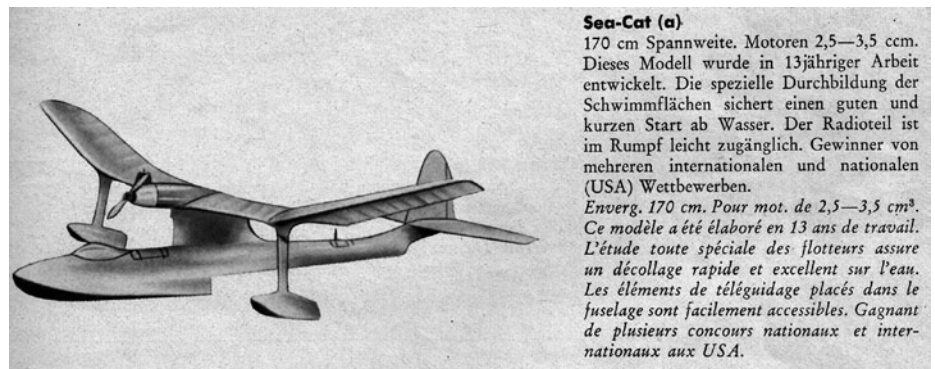 Sea-Cat (a)
170 cm Spannweite. Motoren 2,5—3,5 ccm.
Dieses Modell wurde in 13jähriger Arbeit
entwickelt. Die spezielle Durchbildung der
Schwimmflächen sichert einen guten und
kurzen Start ab Wasser. Der Radioteil ist
im Rumpf leicht zugänglich. Gewinner von
mehreren internationalen und nationalen
(USA) Wettbewerben.
Enverg. 170 cm. Pour mot. de 2,5—3,5 cm³.
Ce modèle a été élaboré en 13 ans de travail.
L'étude toute spéciale des flotteurs assure
un décollage rapide et excellent sur l'eau.
Les éléments de téléguidage placés dans le
fuselage sont facilement accessibles. Gagnant
de plusieurs concours nationaux et inter-
nationaux aux USA.